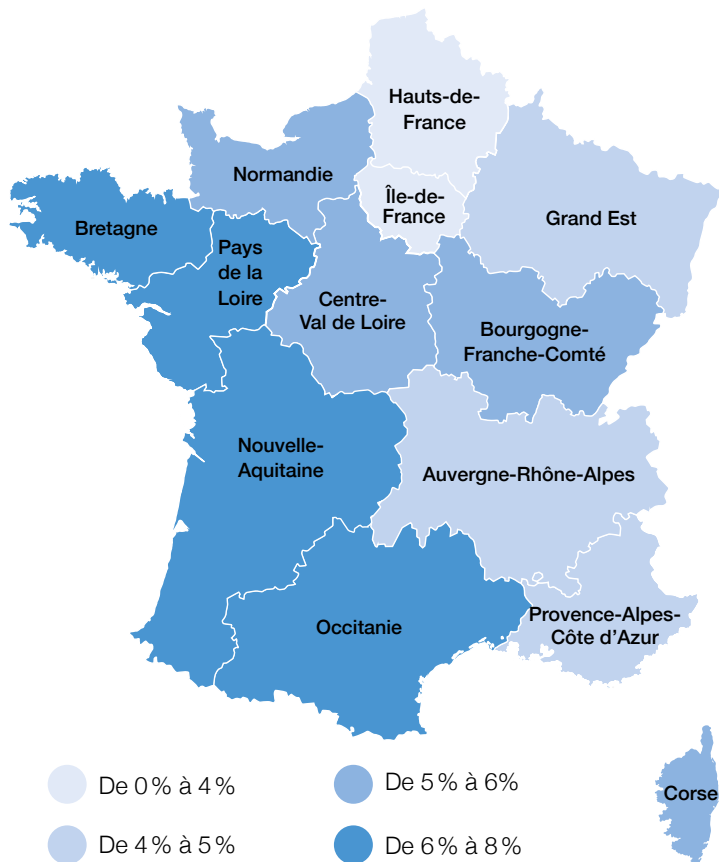 Hauts-de-
France
Normandie
Île-de-
France
Grand Est
Bretagne
Pays
de la
Loire
Centre-
Val de Loire
Bourgogne-
Franche-Comté
Nouvelle-
Aquitaine
Auvergne-Rhône-Alpes
Provence-Alpes-
Côte d'Azur
Occitanie
Corse
De 0 % à 4 %
De 4 % à 5 %
De 5 % à 6%
De 6 % à 8 %